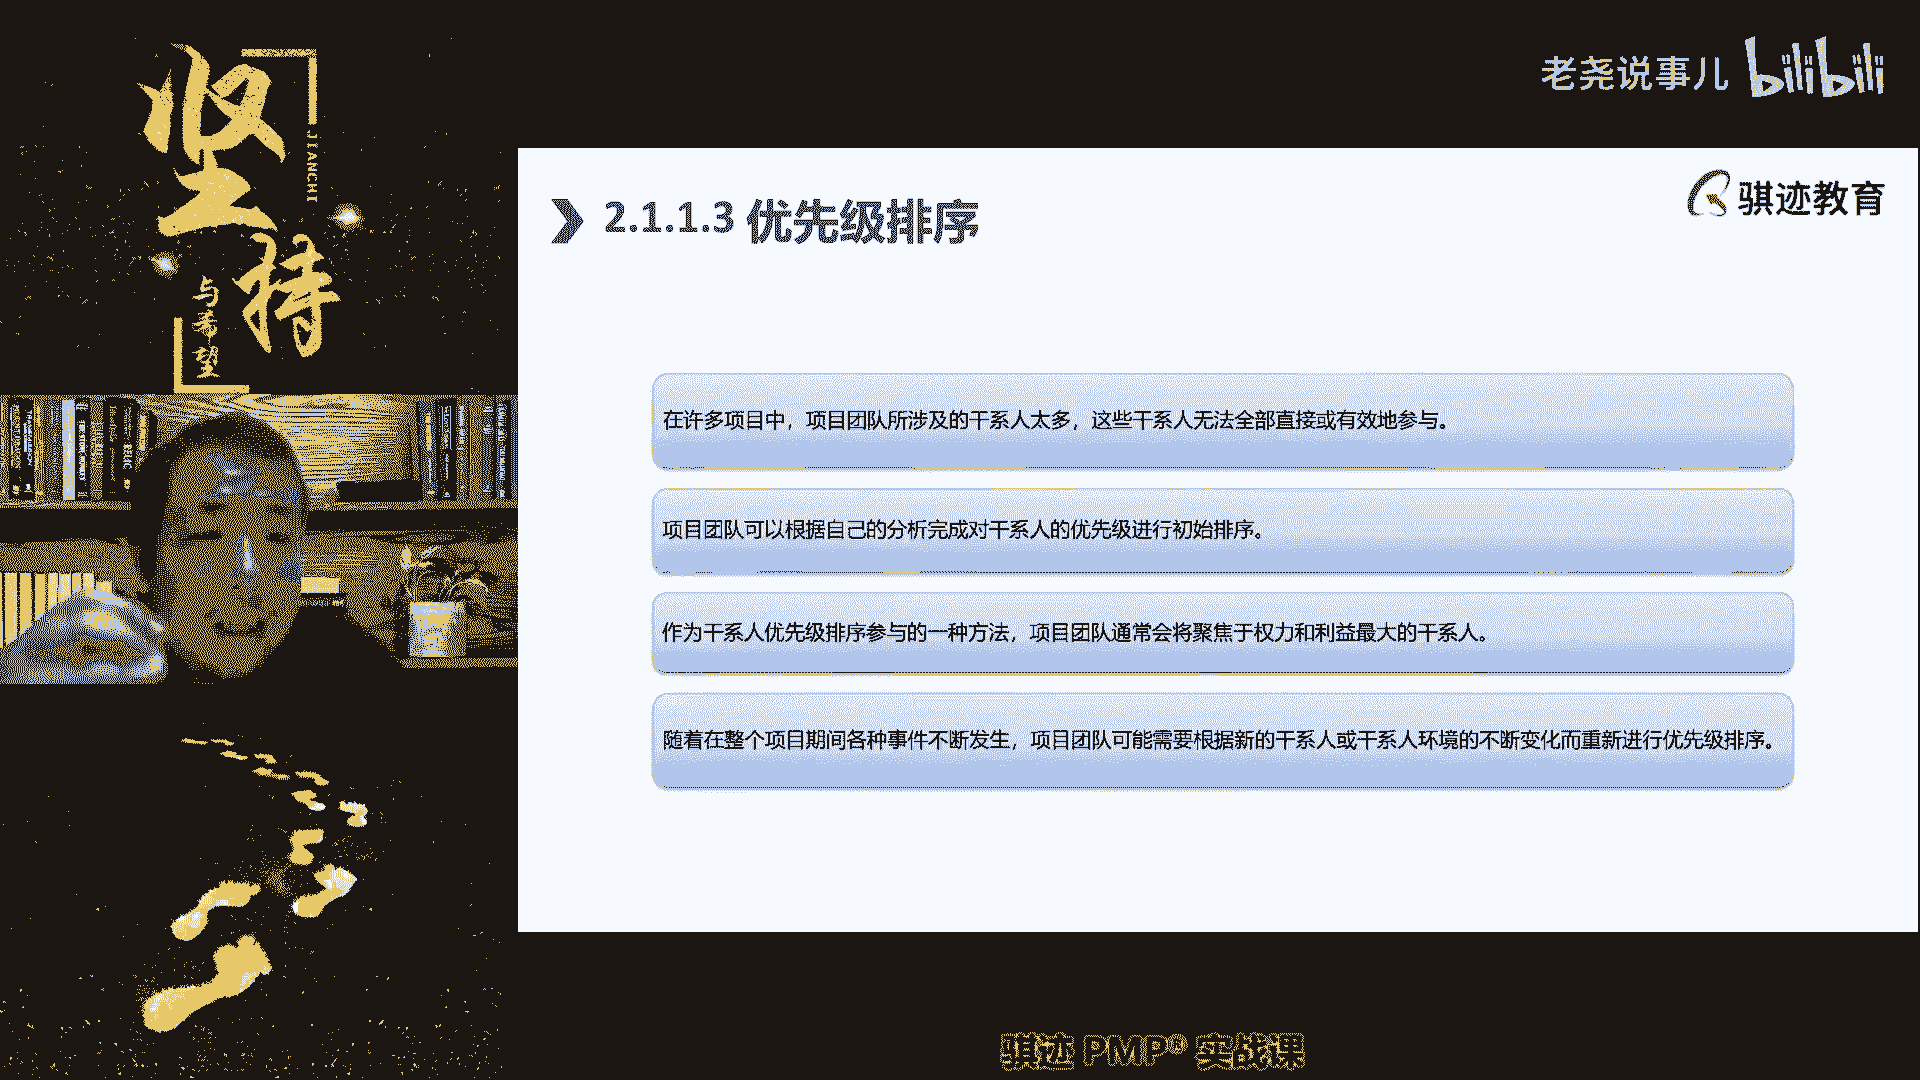 坚持
JIANCHI
与希望
老尧说事儿 bilibili
骐迹教育
2.1.1.3 优先级排序
在许多项目中，项目团队所涉及的干系人太多，这些干系人无法全部直接或有效地参与。
项目团队可以根据自己的分析完成对干系人的优先级进行初始排序。
作为干系人优先级排序参与的一种方法，项目团队通常会将聚焦于权力和利益最大的干系人。
随着在整个项目期间各种事件不断发生，项目团队可能需要根据新的干系人或干系人环境的不断变化而重新进行优先级排序。
骐迹 PMP® 实战课